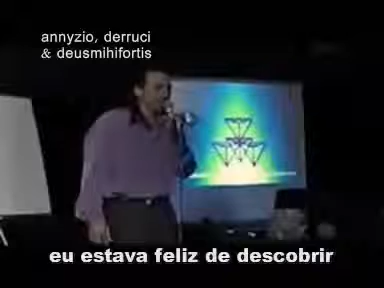 annyzio, derruci
& deusmihifortis
eu estava feliz de descobrir